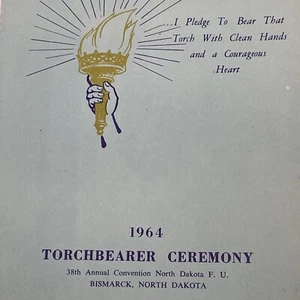 ...I Pledge To Bear That
Torch With Clean Hands
and a Courageous
Heart
1964
TORCHBEARER CEREMONY
38th Annual Convention North Dakota F. U.
BISMARCK, NORTH DAKOTA